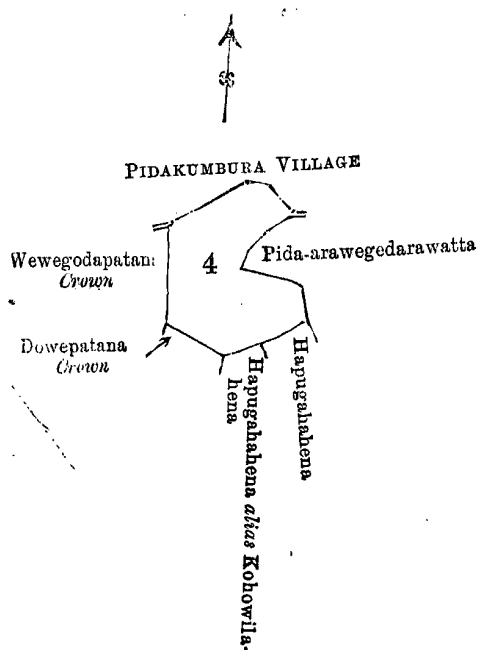 PIDAKUMBURA VILLAGE
Wewegodapatana
Crown
4
Pida-arawegedarawatta
Dowepatana
Crown
Hapugahahena
Hapugahahena alias Kohowila-
hena